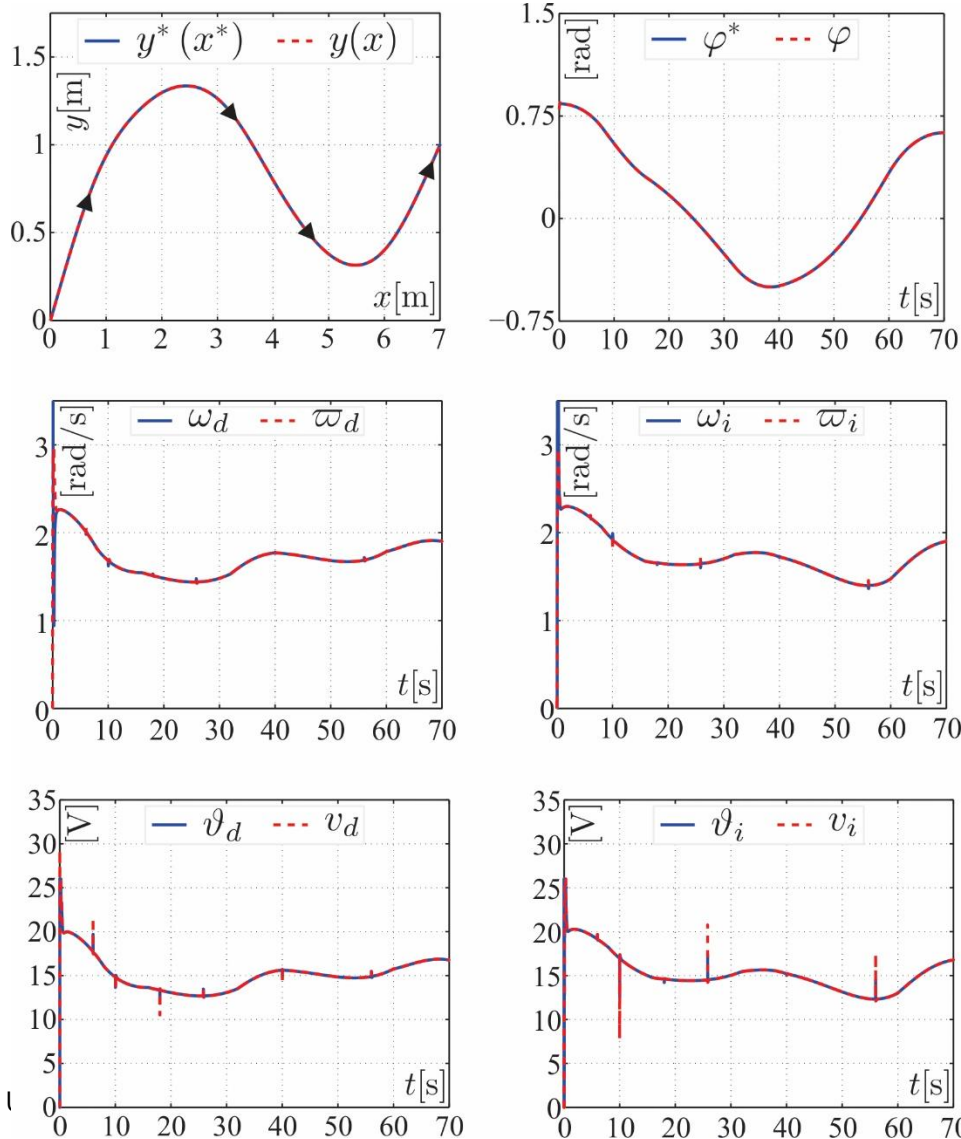 y* (x*) y(x)
y[m]
1.5
1
0.5
0
x[m]
0 1 2 3 4 5 6 7
φ* φ
[rad]
1.5
0.75
0
−0.75
t[s]
0 10 20 30 40 50 60 70
ω_d ϖ_d
[rad/s]
3
2
1
0
t[s]
0 10 20 30 40 50 60 70
ω_i ϖ_i
[rad/s]
3
2
1
0
t[s]
0 10 20 30 40 50 60 70
ϑ_d v_d
[V]
35
30
25
20
15
10
5
0
t[s]
0 10 20 30 40 50 60 70
ϑ_i v_i
[V]
35
30
25
20
15
10
5
0
t[s]
0 10 20 30 40 50 60 70